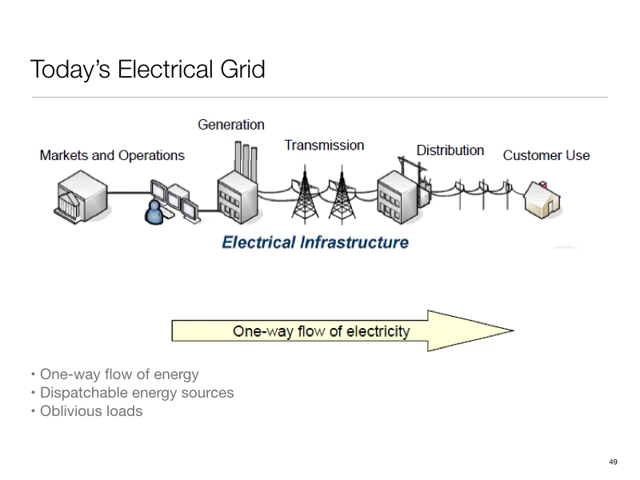 Today's Electrical Grid
Generation
Transmission
Markets and Operations
Distribution
Customer Use
Electrical Infrastructure
One-way flow of electricity
• One-way flow of energy
• Dispatchable energy sources
• Oblivious loads
49